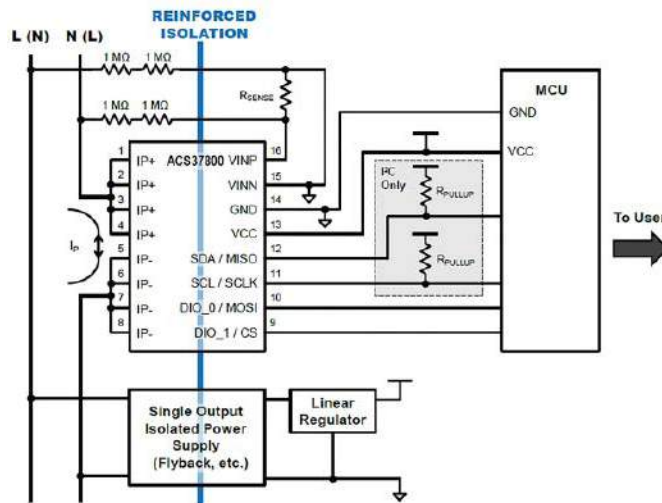 REINFORCED
ISOLATION
L (N)
N (L)
1 MΩ
1 MΩ
1 MΩ
1 MΩ
RSENSE
MCU
GND
VCC
I²C
Only
RPULLUP
RPULLUP
To User
ACS37800
1
IP+
VINP
16
2
IP+
VINN
15
3
IP+
GND
14
4
IP+
VCC
13
5
IP-
SDA / MISO
12
6
IP-
SCL / SCLK
11
7
IP-
DIO_0 / MOSI
10
8
IP-
DIO_1 / CS
9
IP
Single Output
Isolated Power
Supply
(Flyback, etc.)
Linear
Regulator